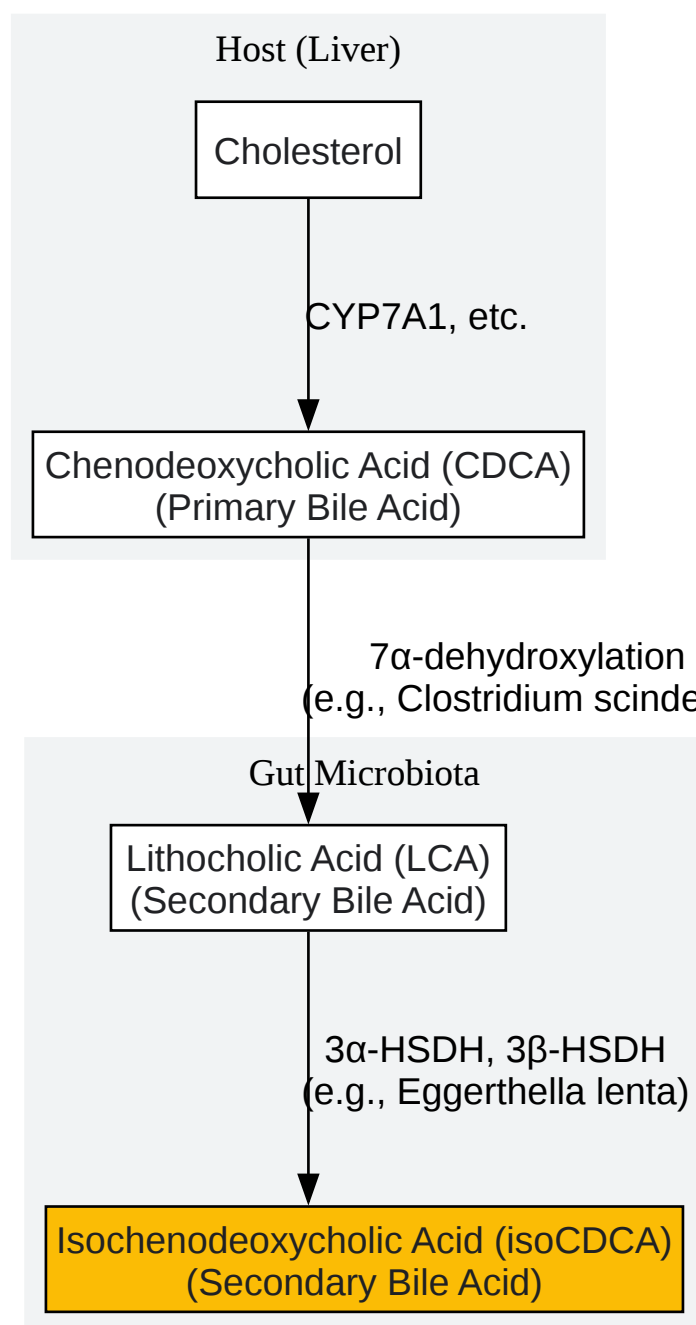 Host (Liver)
Cholesterol
CYP7A1, etc.
Chenodeoxycholic Acid (CDCA)
(Primary Bile Acid)
7α-dehydroxylation
(e.g., Clostridium scinde
Gut Microbiota
Lithocholic Acid (LCA)
(Secondary Bile Acid)
3α-HSDH, 3β-HSDH
(e.g., Eggerthella lenta)
Isochenodeoxycholic Acid (isoCDCA)
(Secondary Bile Acid)